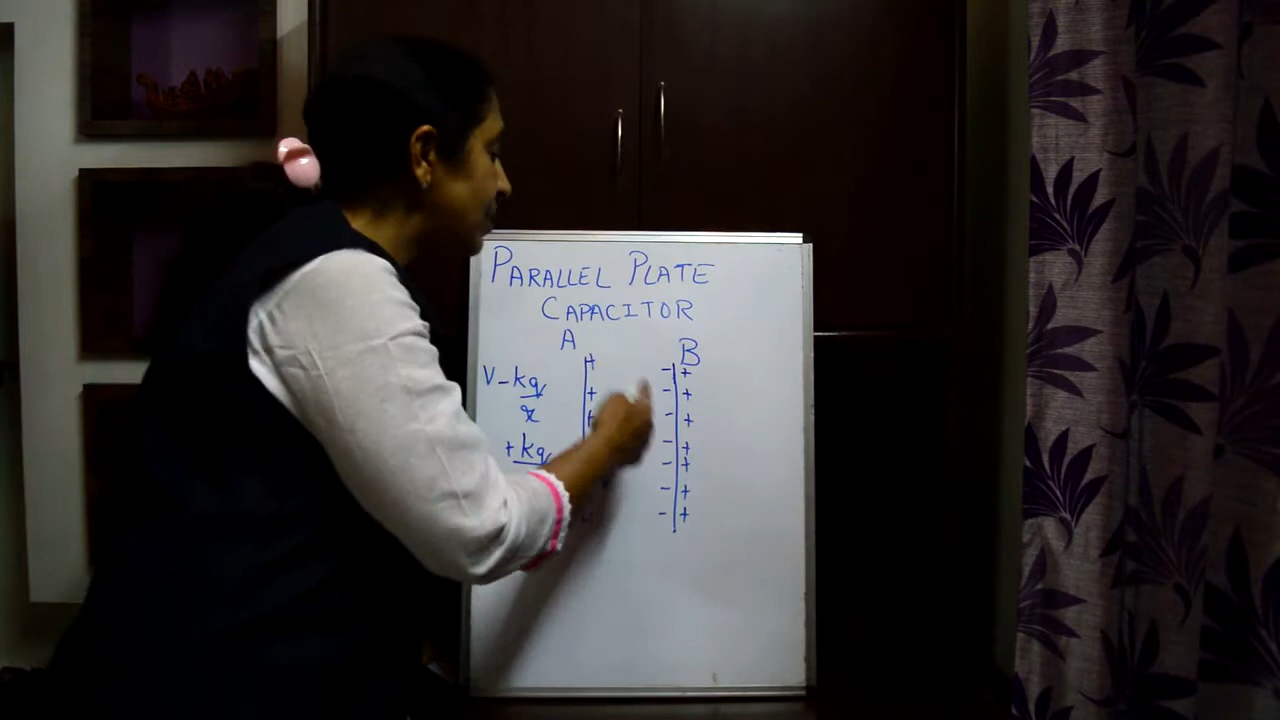 PARALLEL PLATE
CAPACITOR
A B
V - kq/x
+ kq
+ - +
+ - +
+ - +
- +
- +
- +
- +